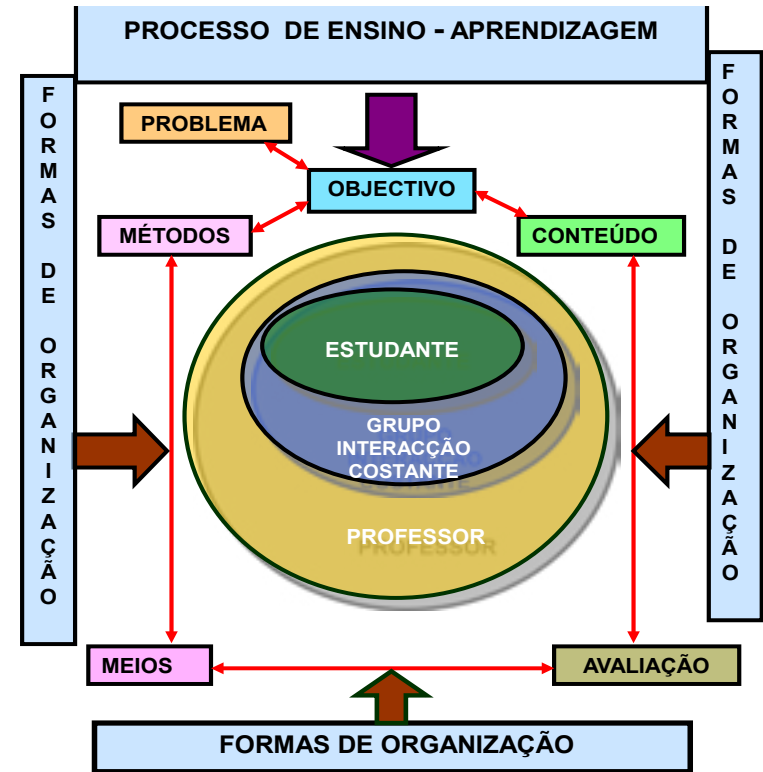 PROCESSO DE ENSINO - APRENDIZAGEM
FORMAS DE ORGANIZAÇÃO
FORMAS DE ORGANIZAÇÃO
PROBLEMA
OBJECTIVO
MÉTODOS
CONTEÚDO
ESTUDANTE
GRUPO
INTERACÇÃO
COSTANTE
PROFESSOR
MEIOS
AVALIAÇÃO
FORMAS DE ORGANIZAÇÃO